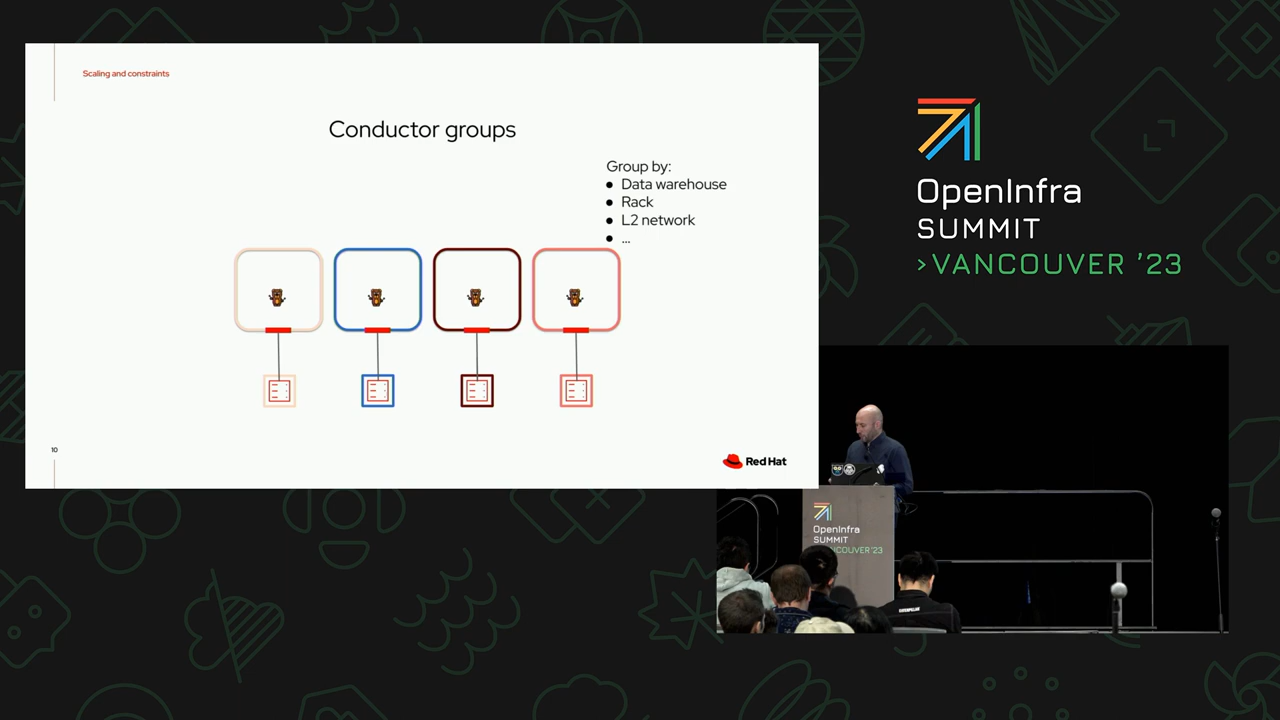 Scaling and constraints
Conductor groups
Group by:
Data warehouse
Rack
L2 network
...
10
Red Hat
OpenInfra
SUMMIT
>VANCOUVER '23
OpenInfra
SUMMIT
VANCOUVER '23
CATERPILLAR